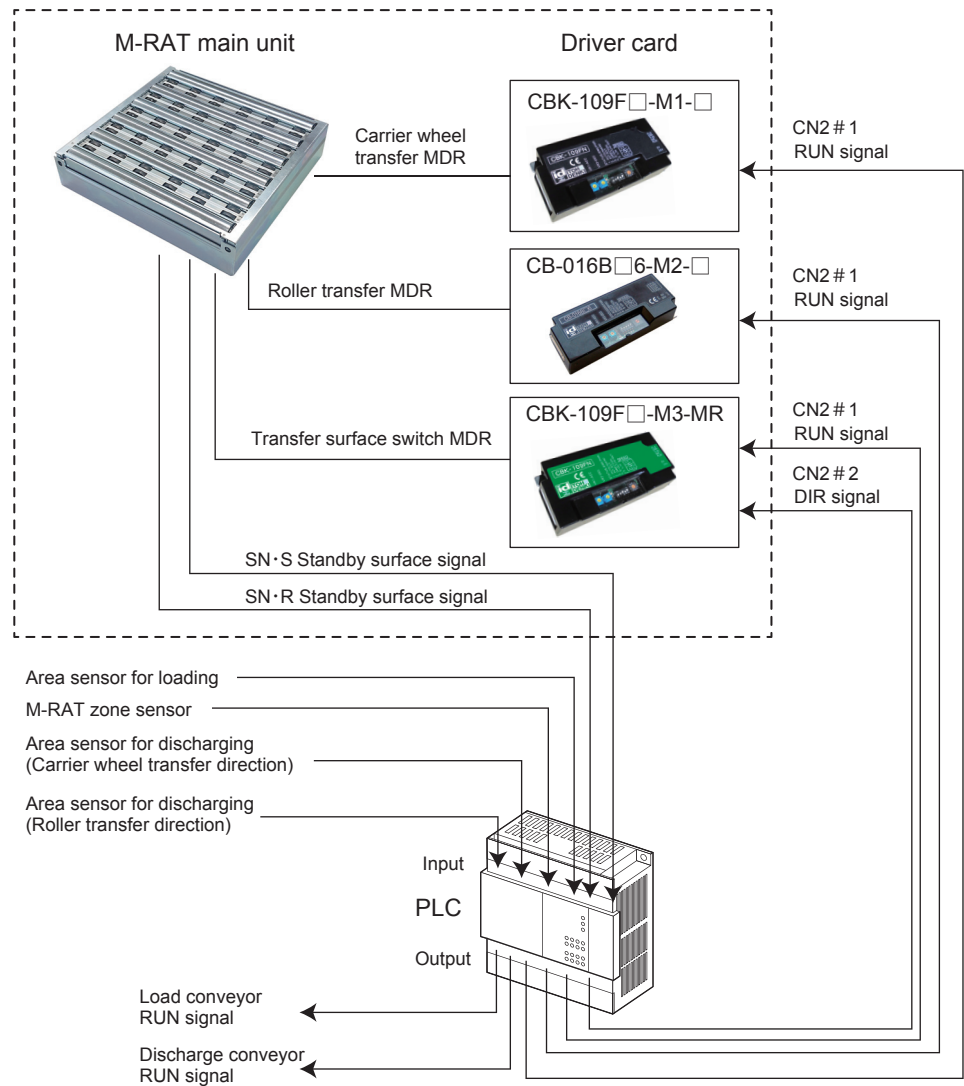 M-RAT main unit
Driver card
CBK-109F□-M1-□
Carrier wheel
transfer MDR
CBK-109FN
CN2＃1
RUN signal
CB-016B□6-M2-□
Roller transfer MDR
CN2＃1
RUN signal
CBK-109F□-M3-MR
Transfer surface switch MDR
CBK-109FN
CN2＃1
RUN signal
CN2＃2
DIR signal
SN･S Standby surface signal
SN･R Standby surface signal
Area sensor for loading
M-RAT zone sensor
Area sensor for discharging
(Carrier wheel transfer direction)
Area sensor for discharging
(Roller transfer direction)
Input
PLC
Output
Load conveyor
RUN signal
Discharge conveyor
RUN signal